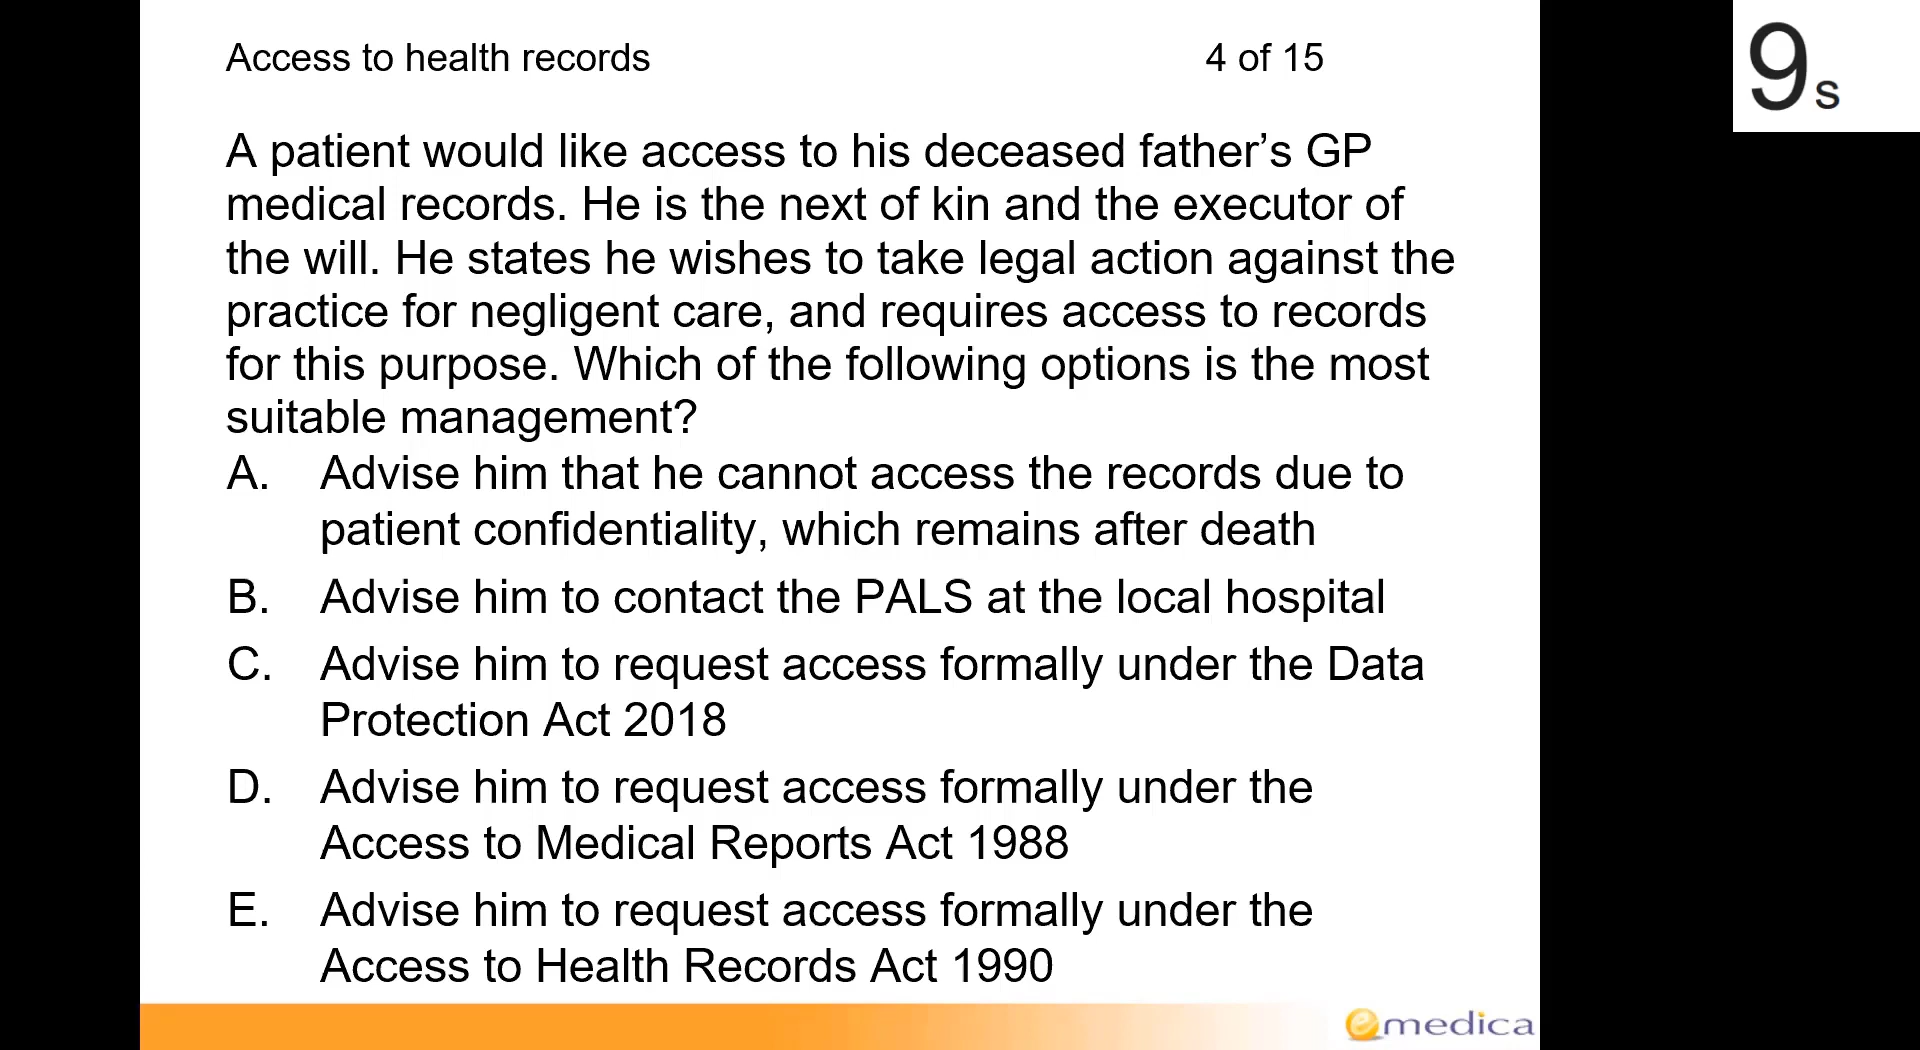 Access to health records 4 of 15
9s
A patient would like access to his deceased father’s GP
medical records. He is the next of kin and the executor of
the will. He states he wishes to take legal action against the
practice for negligent care, and requires access to records
for this purpose. Which of the following options is the most
suitable management?
A. Advise him that he cannot access the records due to
patient confidentiality, which remains after death
B. Advise him to contact the PALS at the local hospital
C. Advise him to request access formally under the Data
Protection Act 2018
D. Advise him to request access formally under the
Access to Medical Reports Act 1988
E. Advise him to request access formally under the
Access to Health Records Act 1990
emedica